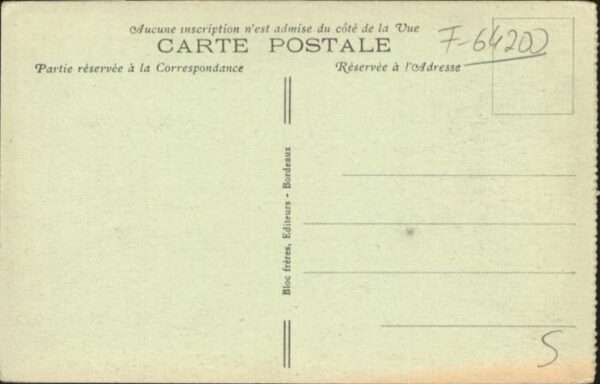 Aucune inscription n'est admise du côté de la Vue
CARTE POSTALE
F-64200
Partie réservée à la Correspondance
Réservée à l'Adresse
Bloc frères, Editeurs - Bordeaux
S